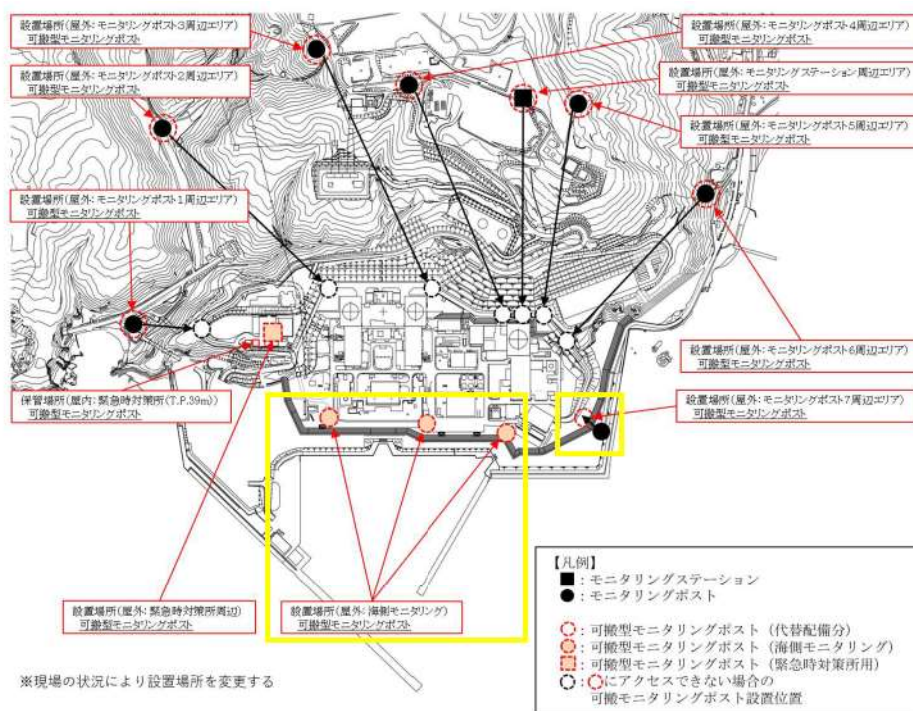 設置場所(屋外:モニタリングポスト3周辺エリア)
可搬型モニタリングポスト
設置場所(屋外:モニタリングポスト4周辺エリア)
可搬型モニタリングポスト
設置場所(屋外:モニタリングポスト2周辺エリア)
可搬型モニタリングポスト
設置場所(屋外:モニタリングステーション周辺エリア)
可搬型モニタリングポスト
設置場所(屋外:モニタリングポスト5周辺エリア)
可搬型モニタリングポスト
設置場所(屋外:モニタリングポスト1周辺エリア)
可搬型モニタリングポスト
設置場所(屋外:モニタリングポスト6周辺エリア)
可搬型モニタリングポスト
保管場所(屋内:緊急時対策所(T.P.39m))
可搬型モニタリングポスト
設置場所(屋外:モニタリングポスト7周辺エリア)
可搬型モニタリングポスト
設置場所(屋外:緊急時対策所周辺)
可搬型モニタリングポスト
設置場所(屋外:海側モニタリング)
可搬型モニタリングポスト
【凡例】
■:モニタリングステーション
●:モニタリングポスト
:可搬型モニタリングポスト(代替配備分)
:可搬型モニタリングポスト(海側モニタリング)
:可搬型モニタリングポスト(緊急時対策所用)
:◯にアクセスできない場合の
可搬モニタリングポスト設置位置
※現場の状況により設置場所を変更する